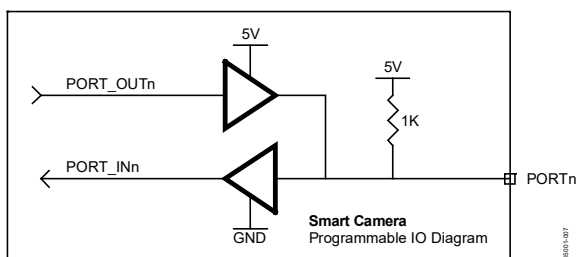 5V
PORT_OUTn
5V
1K
PORT_INn
PORTn
GND
Smart Camera
Programmable IO Diagram